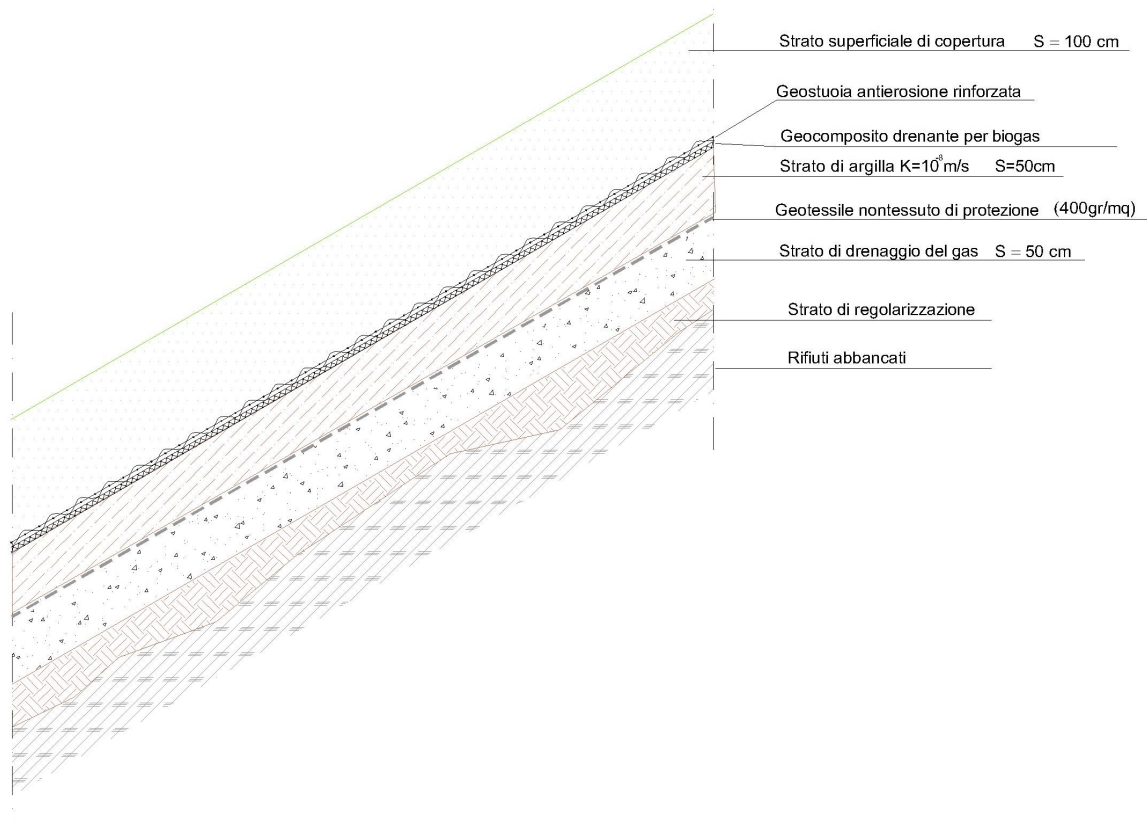 Strato superficiale di copertura S = 100 cm
Geostuoia antierosione rinforzata
Geocomposito drenante per biogas
Strato di argilla K=10⁻⁸ m/s S=50cm
Geotessile nontessuto di protezione (400gr/mq)
Strato di drenaggio del gas S = 50 cm
Strato di regolarizzazione
Rifiuti abbancati